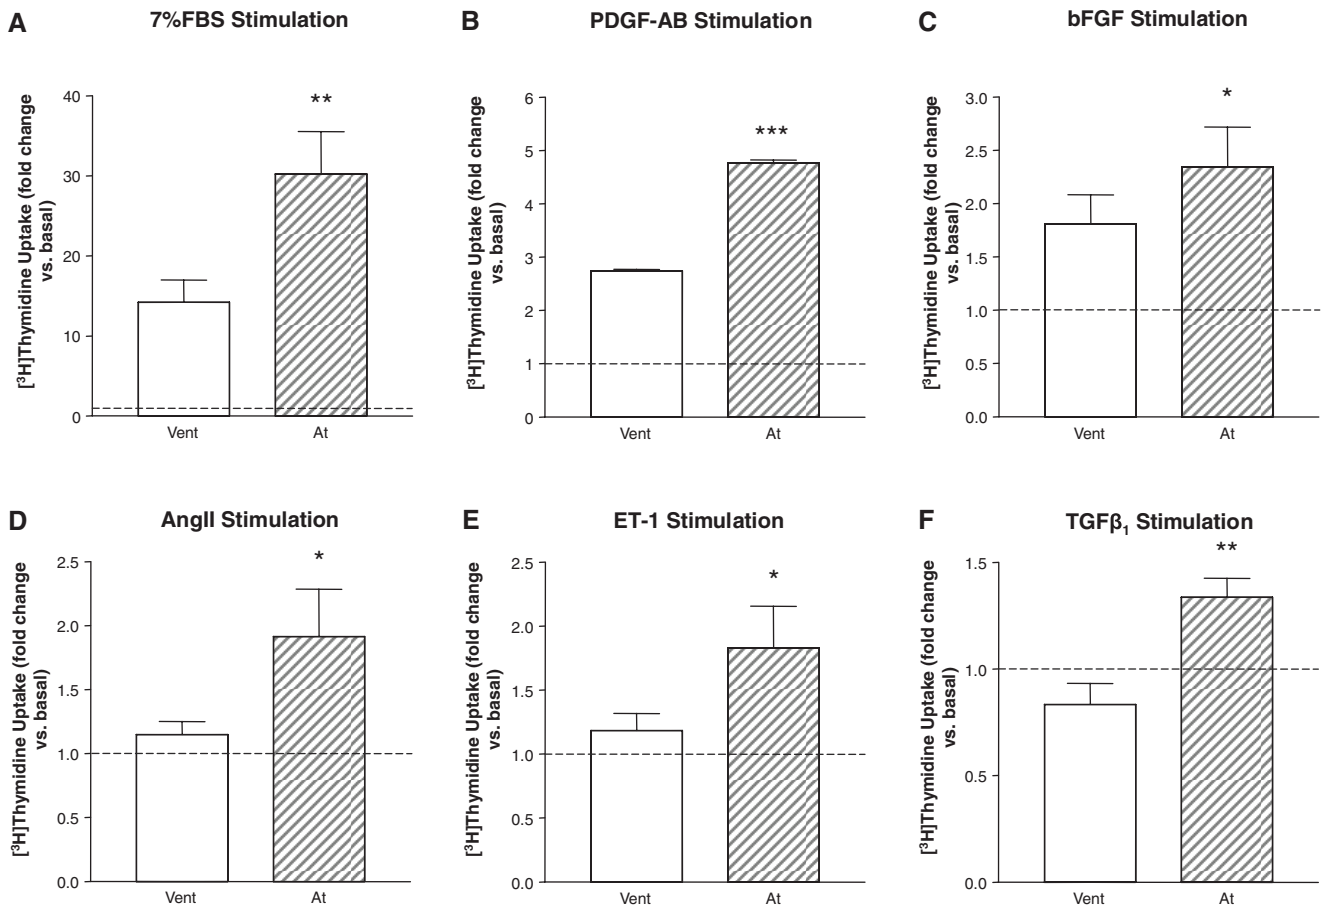 A
7%FBS Stimulation
[³H]Thymidine Uptake (fold change
vs. basal)
40
30
20
10
0
**
Vent
At
B
PDGF-AB Stimulation
[³H]Thymidine Uptake (fold change
vs. basal)
6
5
4
3
2
1
0
***
Vent
At
C
bFGF Stimulation
[³H]Thymidine Uptake (fold change
vs. basal)
3.0
2.5
2.0
1.5
1.0
0.5
0.0
*
Vent
At
D
AngII Stimulation
[³H]Thymidine Uptake (fold change
vs. basal)
2.5
2.0
1.5
1.0
0.5
0.0
*
Vent
At
E
ET-1 Stimulation
[³H]Thymidine Uptake (fold change
vs. basal)
2.5
2.0
1.5
1.0
0.5
0.0
*
Vent
At
F
TGFβ₁ Stimulation
[³H]Thymidine Uptake (fold change
vs. basal)
1.5
1.0
0.5
0.0
**
Vent
At